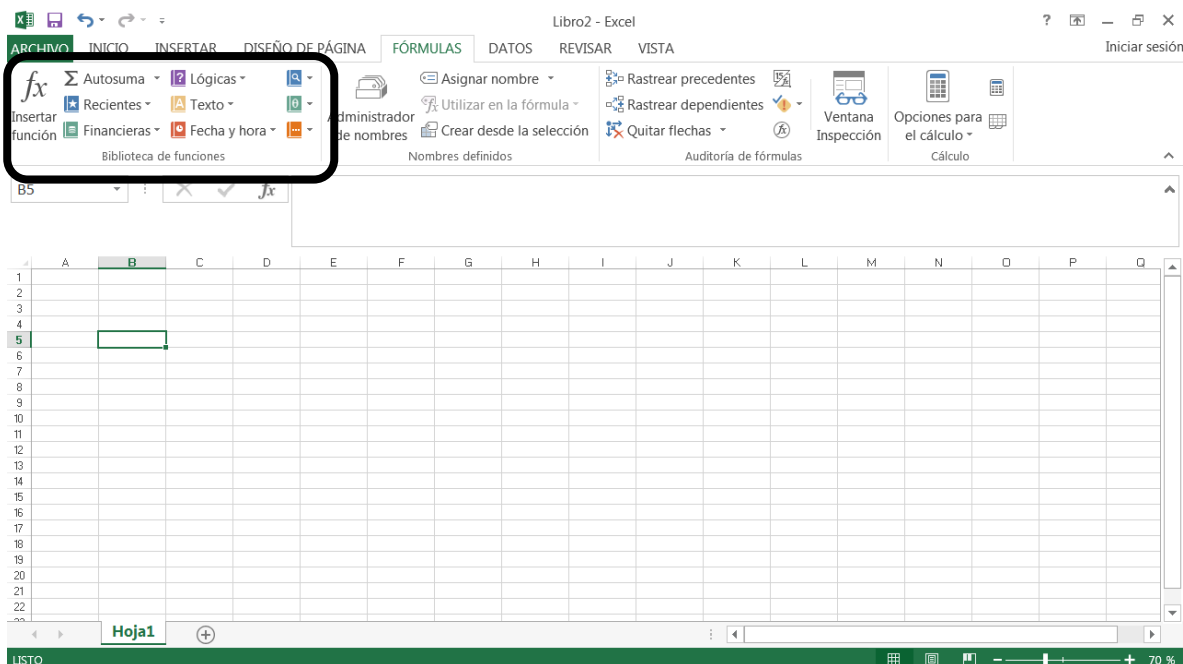 Libro2 - Excel
?
ARCHIVO INICIO INSERTAR DISEÑO DE PÁGINA FÓRMULAS DATOS REVISAR VISTA Iniciar sesión
fx Insertar función
Σ Autosuma
Recientes
Financieras
? Lógicas
A Texto
Fecha y hora
θ
Biblioteca de funciones
Administrador de nombres
Asignar nombre
Utilizar en la fórmula
Crear desde la selección
Nombres definidos
Rastrear precedentes
Rastrear dependientes
Quitar flechas
fx
Auditoría de fórmulas
Ventana Inspección
Opciones para el cálculo
Cálculo
B5 fx
A B C D E F G H I J K L M N O P Q
1
2
3
4
5
6
7
8
9
10
11
12
13
14
15
16
17
18
19
20
21
22
Hoja1
LISTO 70 %